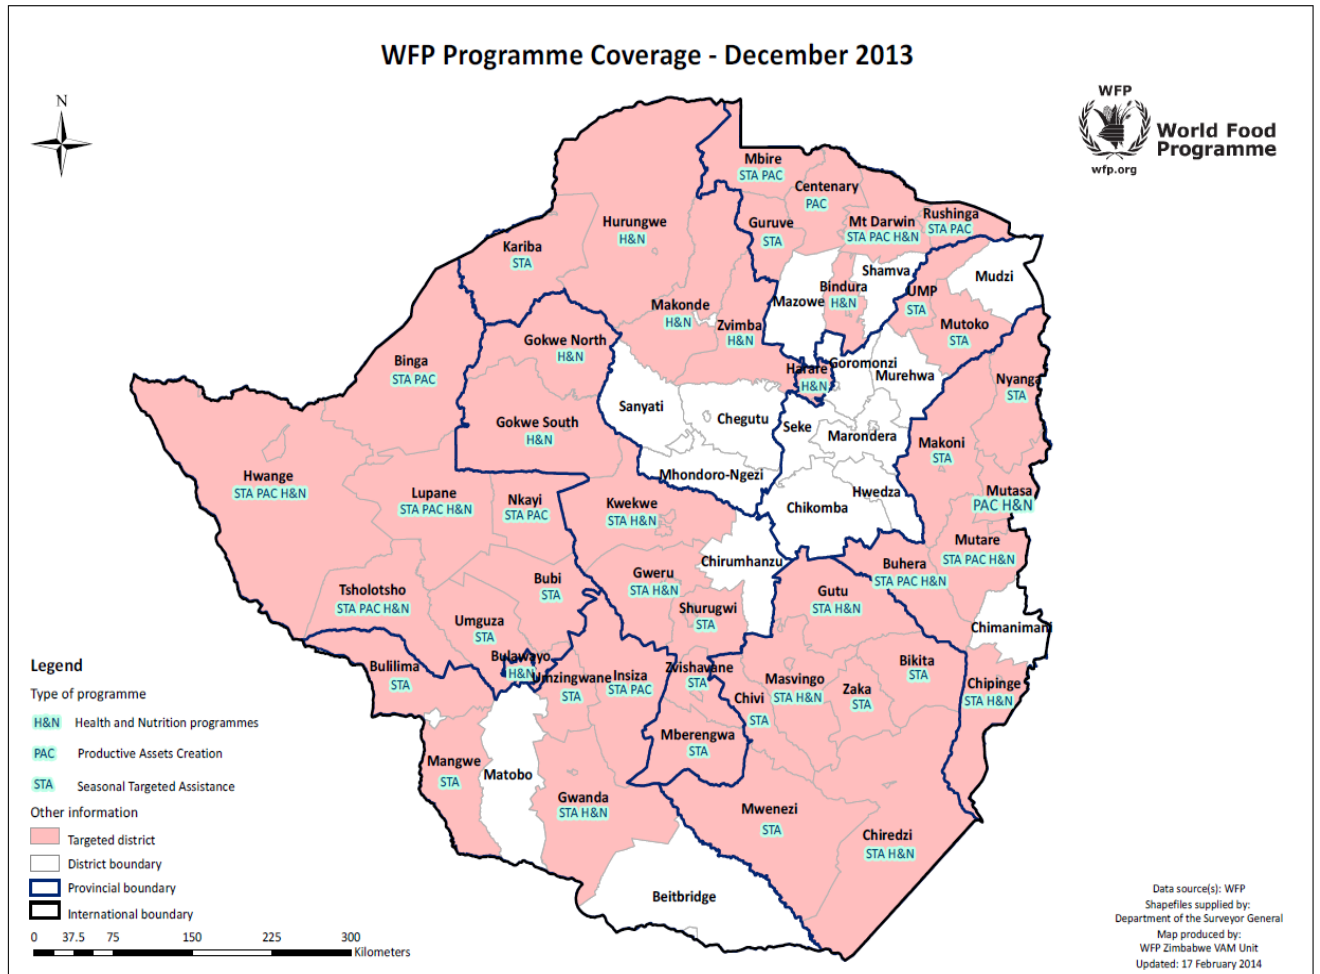 WFP Programme Coverage - December 2013
N
WFP
World Food
Programme
wfp.org
Mbire
STA PAC
Centenary
PAC
Mt Darwin
STA PAC H&N
Rushinga
STA PAC
Hurungwe
H&N
Guruve
STA
Kariba
STA
Shamva
Mudzi
Bindura
H&N
Mazowe
UMP
STA
Makonde
H&N
Zvimba
H&N
Mutoko
STA
Gokwe North
H&N
Binga
STA PAC
Harare
H&N
Goromonzi
Murehwa
Nyanga
STA
Sanyati
Chegutu
Gokwe South
H&N
Seke
Marondera
Makoni
STA
Mhondoro-Ngezi
Hwange
STA PAC H&N
Lupane
STA PAC H&N
Nkayi
STA PAC
Kwekwe
STA H&N
Chikomba
Hwedza
Mutasa
PAC H&N
Mutare
STA PAC H&N
Chirumhanzu
Buhera
STA PAC H&N
Gweru
STA H&N
Bubi
STA
Tsholotsho
STA PAC H&N
Gutu
STA H&N
Shurugwi
STA
Umguza
STA
Chimanimani
Bulawayo
H&N
Bulilima
STA
Umzingwane
STA
Insiza
STA PAC
Zvishavane
STA
Masvingo
STA H&N
Bikita
STA
Zaka
STA
Chipinge
STA H&N
Chivi
STA
Mberengwa
STA
Mangwe
STA
Matobo
Gwanda
STA H&N
Mwenezi
STA
Chiredzi
STA H&N
Beitbridge
Legend
Type of programme
H&N Health and Nutrition programmes
PAC Productive Assets Creation
STA Seasonal Targeted Assistance
Other information
Targeted district
District boundary
Provincial boundary
International boundary
0 37.5 75 150 225 300
Kilometers
Data source(s): WFP
Shapefiles supplied by:
Department of the Surveyor General
Map produced by:
WFP Zimbabwe VAM Unit
Updated: 17 February 2014